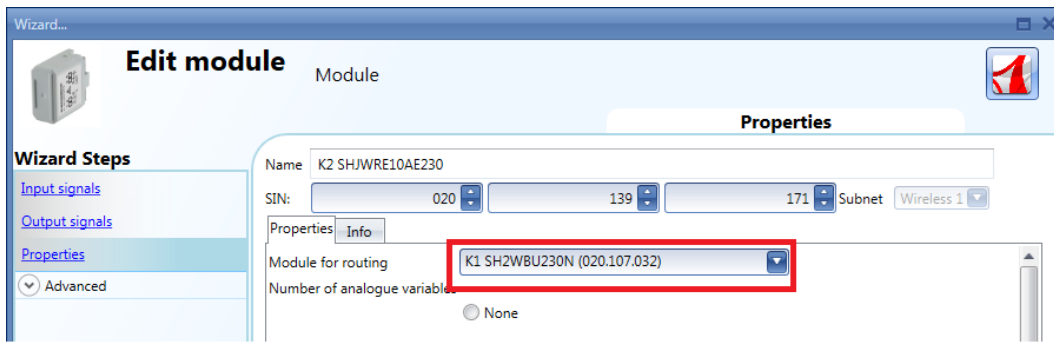 Wizard...
Edit module
Module
Properties
Wizard Steps
Input signals
Output signals
Properties
Advanced
Name K2 SHJWRE10AE230
SIN: 020 139 171 Subnet Wireless 1
Properties Info
Module for routing K1 SH2WBU230N (020.107.032)
Number of analogue variables
None